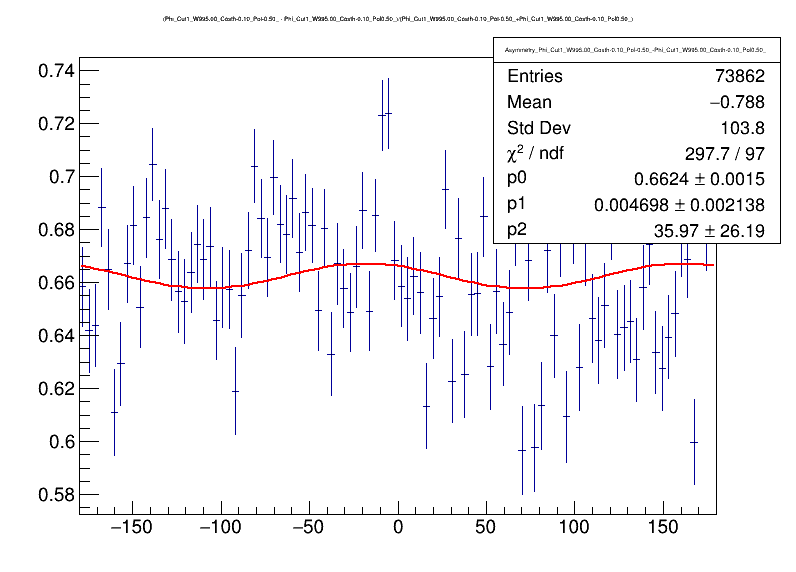 (Phi_Cut1_W995.00_Costh-0.10_Pol-0.50_ - Phi_Cut1_W995.00_Costh-0.10_Pol0.50_)/(Phi_Cut1_W995.00_Costh-0.10_Pol-0.50_+Phi_Cut1_W995.00_Costh-0.10_Pol0.50_)
Asymmetry_Phi_Cut1_W995.00_Costh-0.10_Pol-0.50_-Phi_Cut1_W995.00_Costh-0.10_Pol0.50_
Entries 73862
Mean −0.788
Std Dev 103.8
χ² / ndf 297.7 / 97
p0 0.6624 ± 0.0015
p1 0.004698 ± 0.002138
p2 35.97 ± 26.19
0.74
0.72
0.7
0.68
0.66
0.64
0.62
0.6
0.58
−150 −100 −50 0 50 100 150